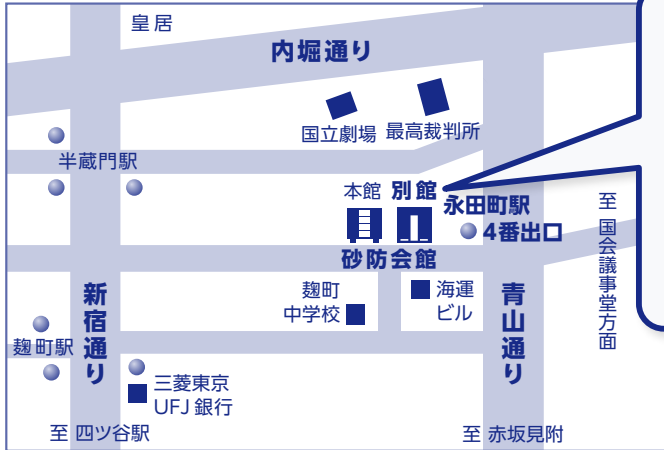 皇居
内堀通り
国立劇場
最高裁判所
半蔵門駅
本館
別館
永田町駅
4番出口
砂防会館
至 国会議事堂方面
麹町
中学校
海運
ビル
新宿通り
青山通り
麹町駅
三菱東京
UFJ 銀行
至 四ツ谷駅
至 赤坂見附